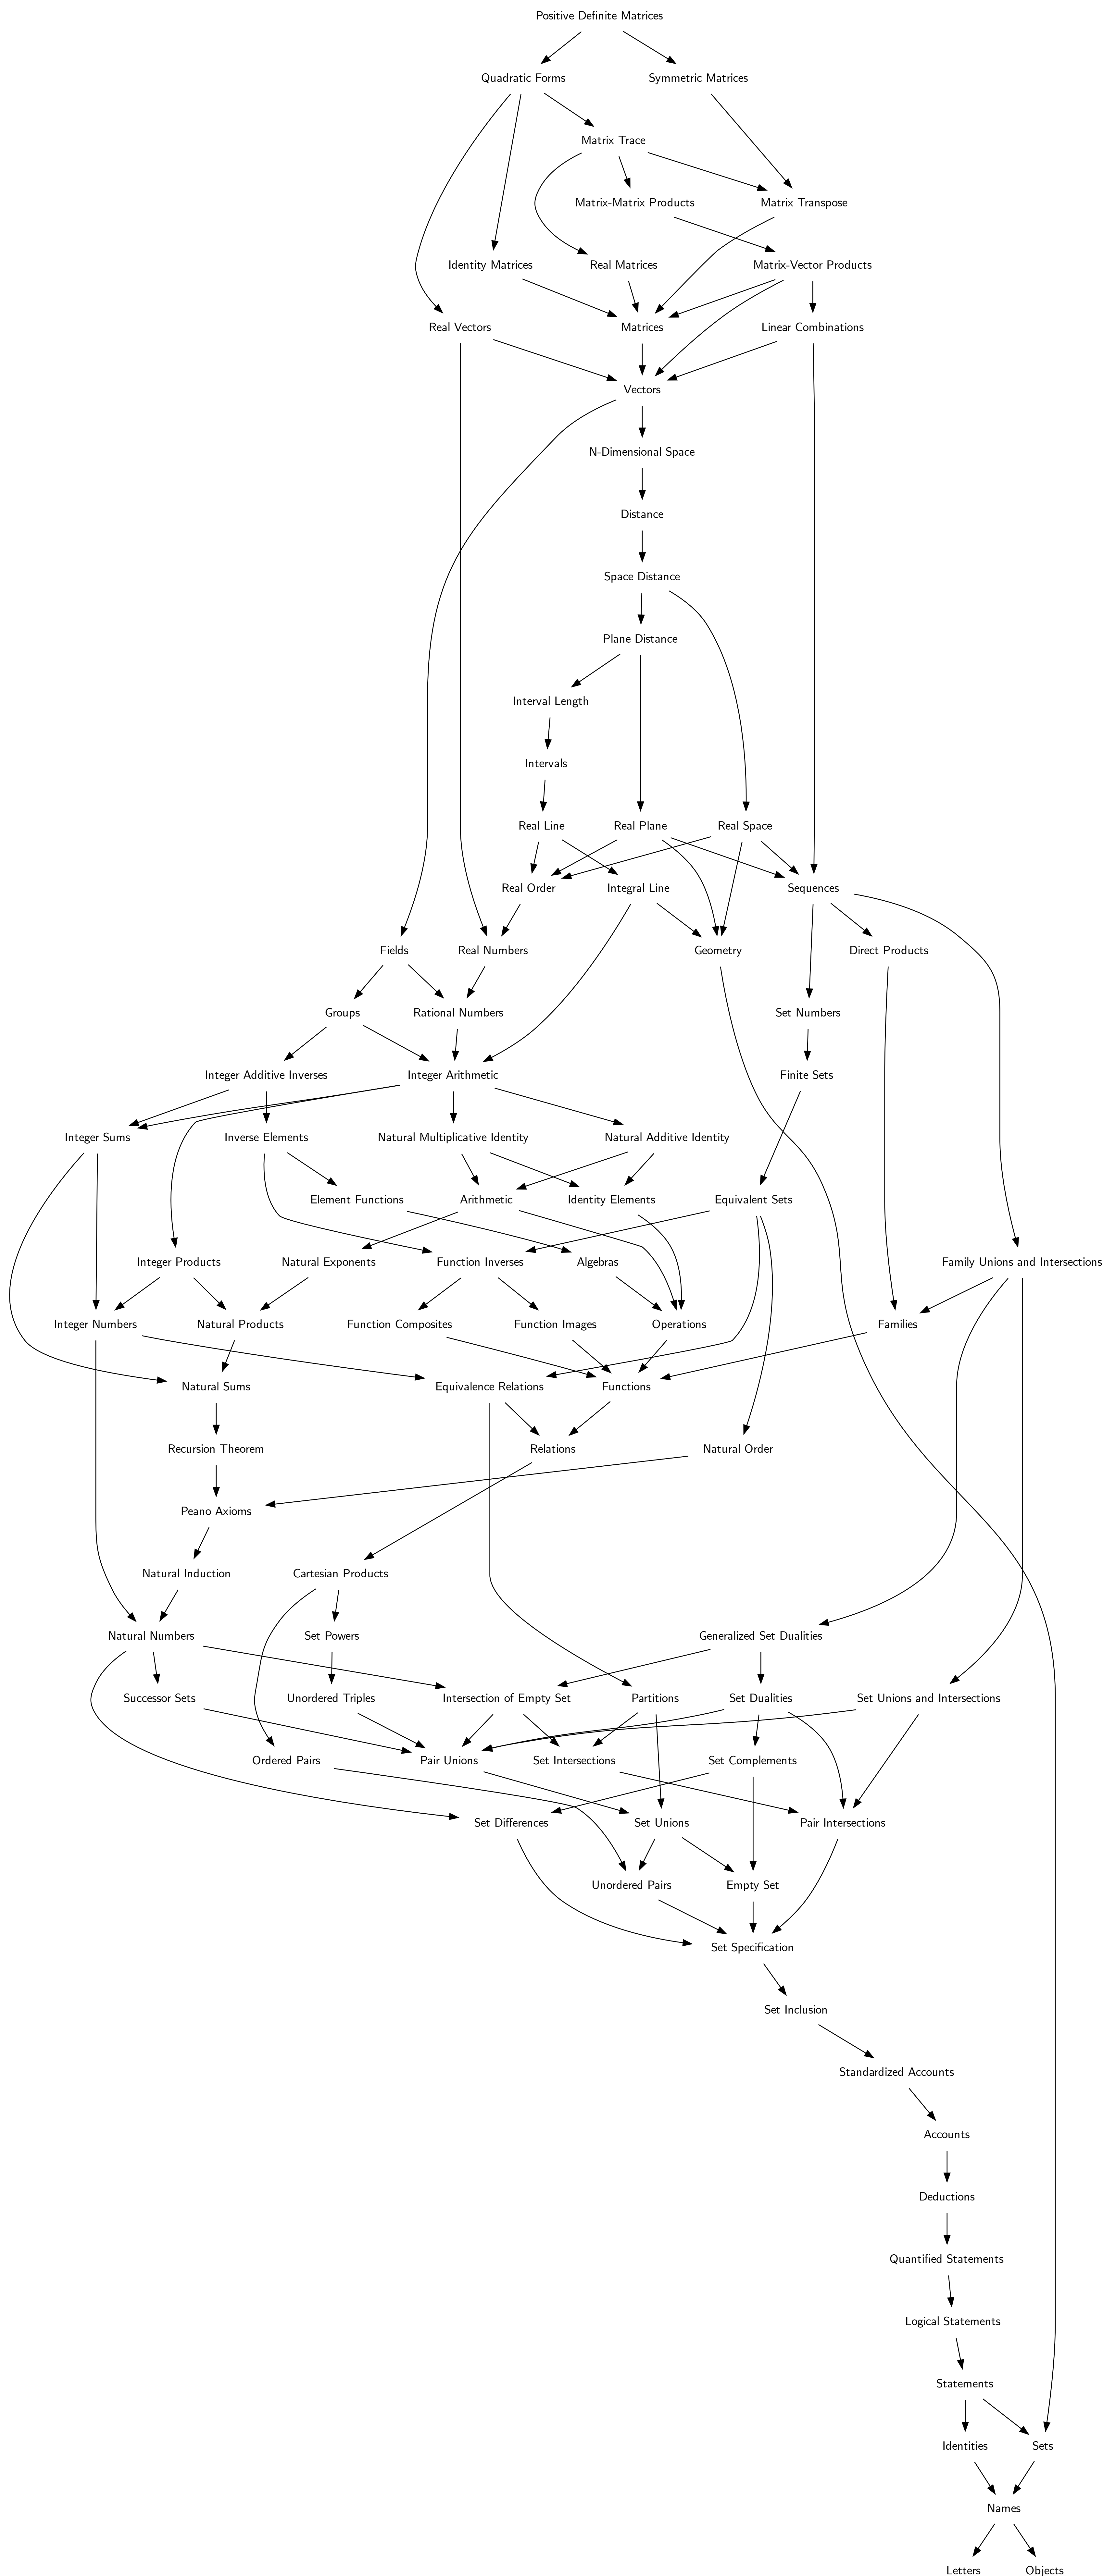 Positive Definite Matrices
Quadratic Forms
Symmetric Matrices
Matrix Trace
Matrix-Matrix Products
Matrix Transpose
Identity Matrices
Real Matrices
Matrix-Vector Products
Real Vectors
Matrices
Linear Combinations
Vectors
N-Dimensional Space
Distance
Space Distance
Plane Distance
Interval Length
Intervals
Real Line
Real Plane
Real Space
Real Order
Integral Line
Sequences
Fields
Real Numbers
Geometry
Direct Products
Groups
Rational Numbers
Set Numbers
Integer Additive Inverses
Integer Arithmetic
Finite Sets
Integer Sums
Inverse Elements
Natural Multiplicative Identity
Natural Additive Identity
Element Functions
Arithmetic
Identity Elements
Equivalent Sets
Integer Products
Natural Exponents
Function Inverses
Algebras
Family Unions and Intersections
Integer Numbers
Natural Products
Function Composites
Function Images
Operations
Families
Natural Sums
Equivalence Relations
Functions
Recursion Theorem
Relations
Natural Order
Peano Axioms
Natural Induction
Cartesian Products
Natural Numbers
Set Powers
Generalized Set Dualities
Successor Sets
Unordered Triples
Intersection of Empty Set
Partitions
Set Dualities
Set Unions and Intersections
Ordered Pairs
Pair Unions
Set Intersections
Set Complements
Set Differences
Set Unions
Pair Intersections
Unordered Pairs
Empty Set
Set Specification
Set Inclusion
Standardized Accounts
Accounts
Deductions
Quantified Statements
Logical Statements
Statements
Identities
Sets
Names
Letters
Objects